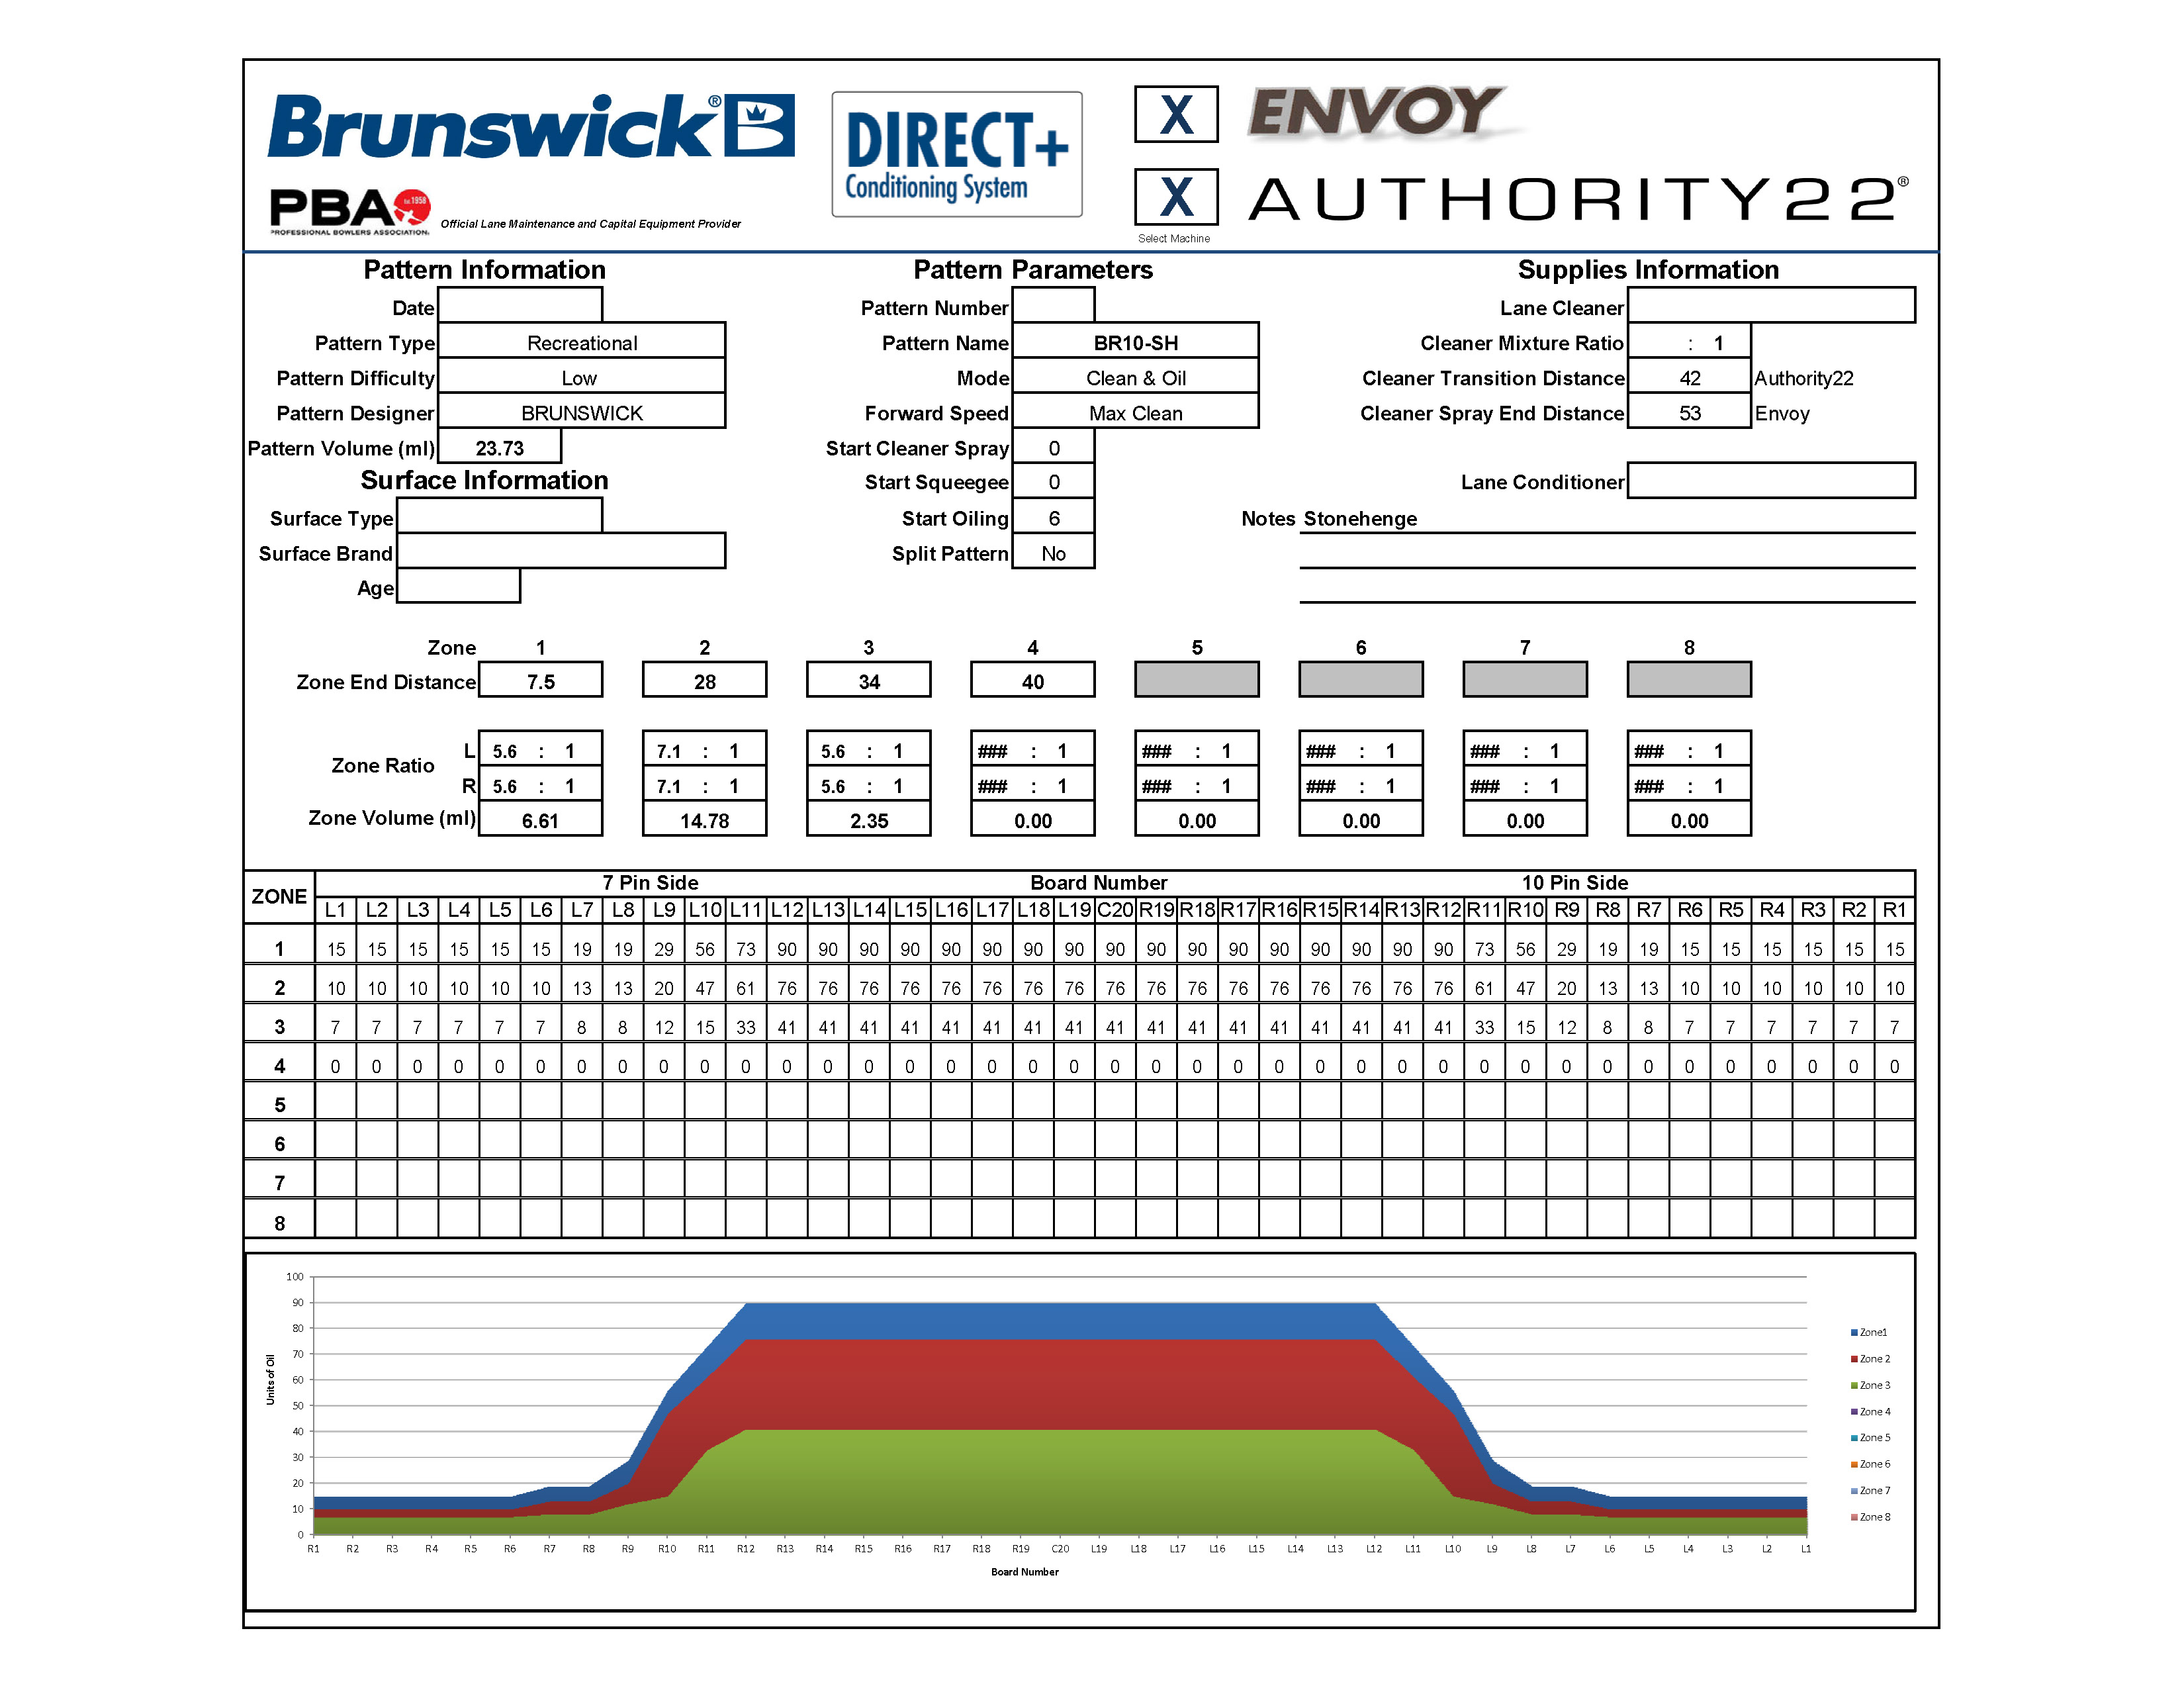 Brunswick® B
DIRECT+
Conditioning System
X ENVOY
PBA Est. 1958
PROFESSIONAL BOWLERS ASSOCIATION.
Official Lane Maintenance and Capital Equipment Provider
X AUTHORITY22®
Select Machine
Pattern Information Pattern Parameters Supplies Information
Date Pattern Number Lane Cleaner
Pattern Type Recreational Pattern Name BR10-SH Cleaner Mixture Ratio : 1
Pattern Difficulty Low Mode Clean & Oil Cleaner Transition Distance 42 Authority22
Pattern Designer BRUNSWICK Forward Speed Max Clean Cleaner Spray End Distance 53 Envoy
Pattern Volume (ml) 23.73 Start Cleaner Spray 0
Surface Information Start Squeegee 0 Lane Conditioner
Surface Type Start Oiling 6 Notes Stonehenge
Surface Brand Split Pattern No
Age
Zone 1 2 3 4 5 6 7 8
Zone End Distance 7.5 28 34 40
Zone Ratio
L 5.6 : 1 7.1 : 1 5.6 : 1 ### : 1 ### : 1 ### : 1 ### : 1 ### : 1
R 5.6 : 1 7.1 : 1 5.6 : 1 ### : 1 ### : 1 ### : 1 ### : 1 ### : 1
Zone Volume (ml) 6.61 14.78 2.35 0.00 0.00 0.00 0.00 0.00
ZONE 7 Pin Side Board Number 10 Pin Side
L1 L2 L3 L4 L5 L6 L7 L8 L9 L10 L11 L12 L13 L14 L15 L16 L17 L18 L19 C20 R19 R18 R17 R16 R15 R14 R13 R12 R11 R10 R9 R8 R7 R6 R5 R4 R3 R2 R1
1 15 15 15 15 15 15 19 19 29 56 73 90 90 90 90 90 90 90 90 90 90 90 90 90 90 90 90 90 73 56 29 19 19 15 15 15 15 15 15
2 10 10 10 10 10 10 13 13 20 47 61 76 76 76 76 76 76 76 76 76 76 76 76 76 76 76 76 76 61 47 20 13 13 10 10 10 10 10 10
3 7 7 7 7 7 7 8 8 12 15 33 41 41 41 41 41 41 41 41 41 41 41 41 41 41 41 41 41 33 15 12 8 8 7 7 7 7 7 7
4 0 0 0 0 0 0 0 0 0 0 0 0 0 0 0 0 0 0 0 0 0 0 0 0 0 0 0 0 0 0 0 0 0 0 0 0 0 0 0
5
6
7
8
Units of Oil
100
90
80
70
60
50
40
30
20
10
0
R1 R2 R3 R4 R5 R6 R7 R8 R9 R10 R11 R12 R13 R14 R15 R16 R17 R18 R19 C20 L19 L18 L17 L16 L15 L14 L13 L12 L11 L10 L9 L8 L7 L6 L5 L4 L3 L2 L1
Board Number
Zone1
Zone 2
Zone 3
Zone 4
Zone 5
Zone 6
Zone 7
Zone 8